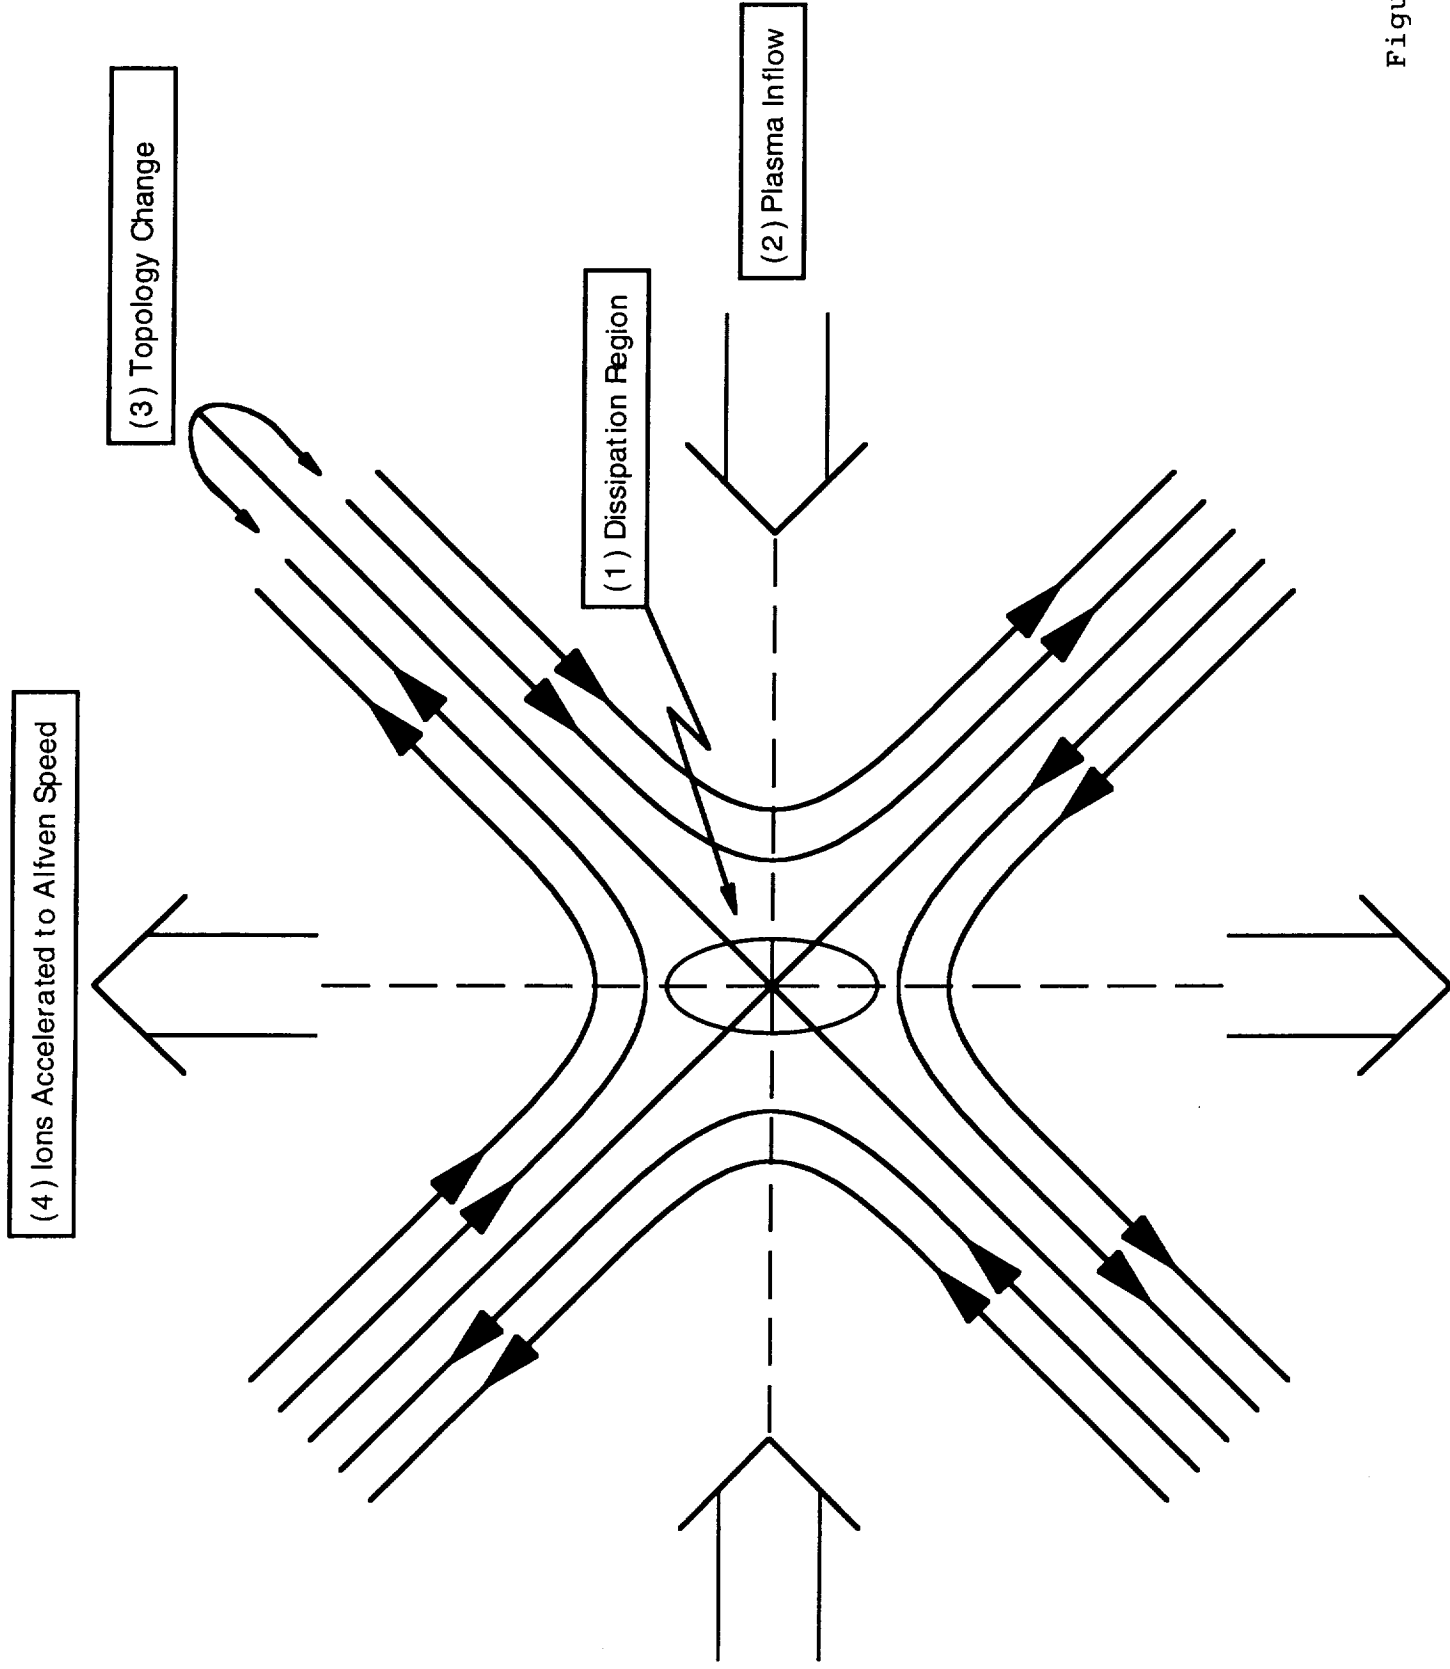 (4) Ions Accelerated to Alfven Speed
(3) Topology Change
(1) Dissipation Region
(2) Plasma Inflow
Figu